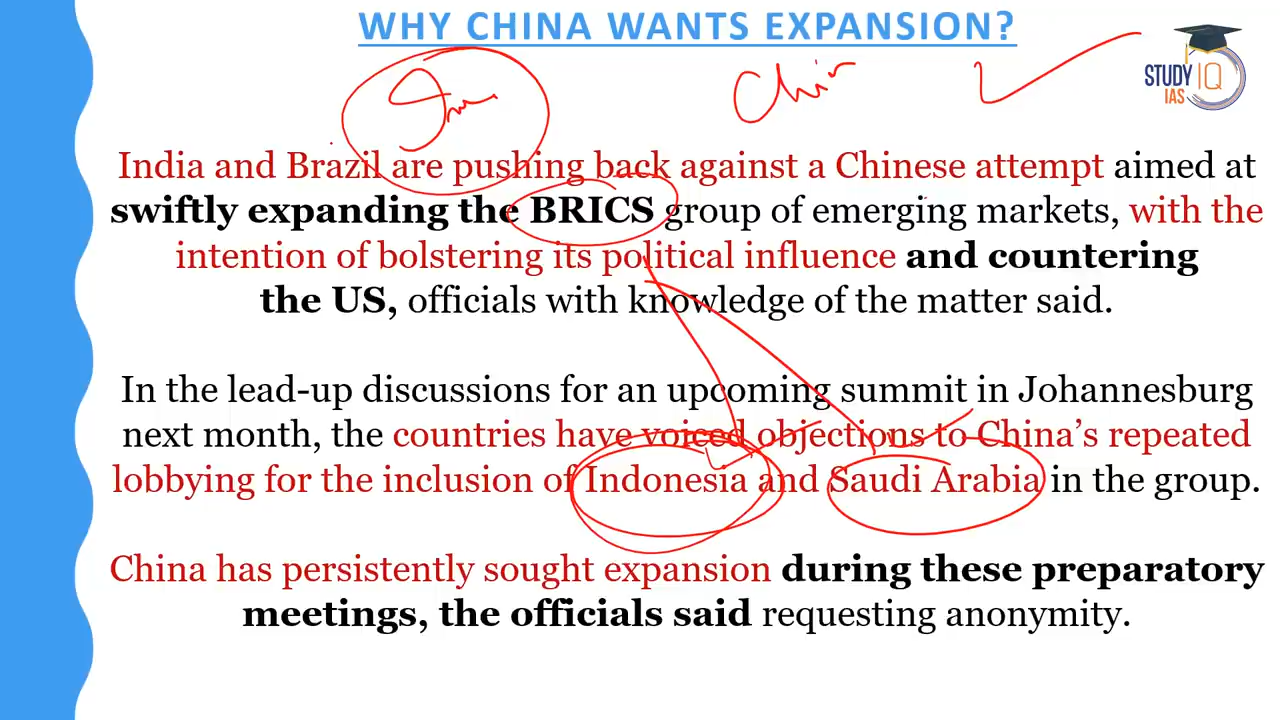 WHY CHINA WANTS EXPANSION?
STUDY IQ
IAS
India and Brazil are pushing back against a Chinese attempt aimed at
swiftly expanding the BRICS group of emerging markets, with the
intention of bolstering its political influence and countering
the US, officials with knowledge of the matter said.
In the lead-up discussions for an upcoming summit in Johannesburg
next month, the countries have voiced objections to China’s repeated
lobbying for the inclusion of Indonesia and Saudi Arabia in the group.
China has persistently sought expansion during these preparatory
meetings, the officials said requesting anonymity.